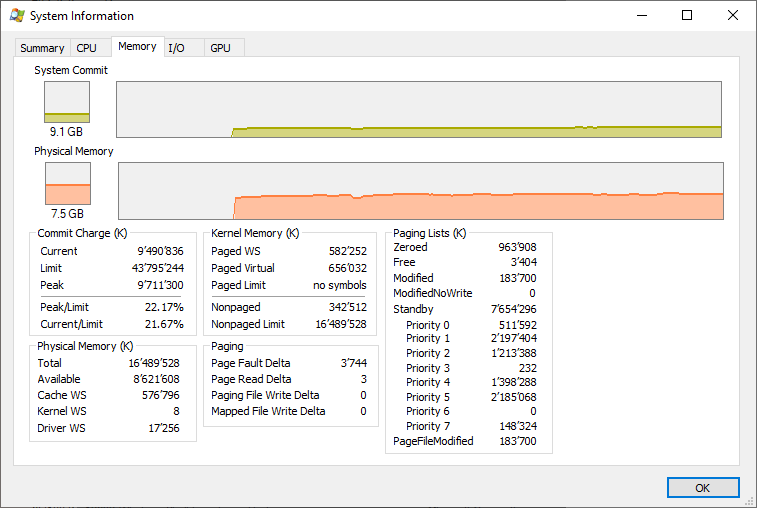 System Information
Summary CPU Memory I/O GPU
System Commit
9.1 GB
Physical Memory
7.5 GB
Commit Charge (K)
Current 9'490'836
Limit 43'795'244
Peak 9'711'300
Peak/Limit 22.17%
Current/Limit 21.67%
Kernel Memory (K)
Paged WS 582'252
Paged Virtual 656'032
Paged Limit no symbols
Nonpaged 342'512
Nonpaged Limit 16'489'528
Paging Lists (K)
Zeroed 963'908
Free 3'404
Modified 183'700
ModifiedNoWrite 0
Standby 7'654'296
Priority 0 511'592
Priority 1 2'197'404
Priority 2 1'213'388
Priority 3 232
Priority 4 1'398'288
Priority 5 2'185'068
Priority 6 0
Priority 7 148'324
PageFileModified 183'700
Physical Memory (K)
Total 16'489'528
Available 8'621'608
Cache WS 576'796
Kernel WS 8
Driver WS 17'256
Paging
Page Fault Delta 3'744
Page Read Delta 3
Paging File Write Delta 0
Mapped File Write Delta 0
OK